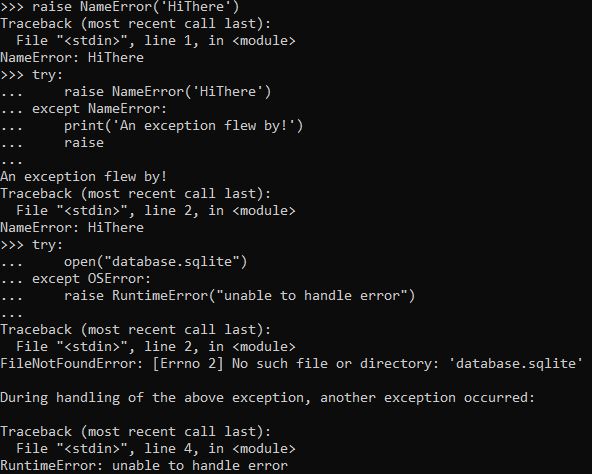 >>> raise NameError('HiThere')
Traceback (most recent call last):
  File "<stdin>", line 1, in <module>
NameError: HiThere
>>> try:
...     raise NameError('HiThere')
... except NameError:
...     print('An exception flew by!')
...     raise
...
An exception flew by!
Traceback (most recent call last):
  File "<stdin>", line 2, in <module>
NameError: HiThere
>>> try:
...     open("database.sqlite")
... except OSError:
...     raise RuntimeError("unable to handle error")
...
Traceback (most recent call last):
  File "<stdin>", line 2, in <module>
FileNotFoundError: [Errno 2] No such file or directory: 'database.sqlite'

During handling of the above exception, another exception occurred:

Traceback (most recent call last):
  File "<stdin>", line 4, in <module>
RuntimeError: unable to handle error